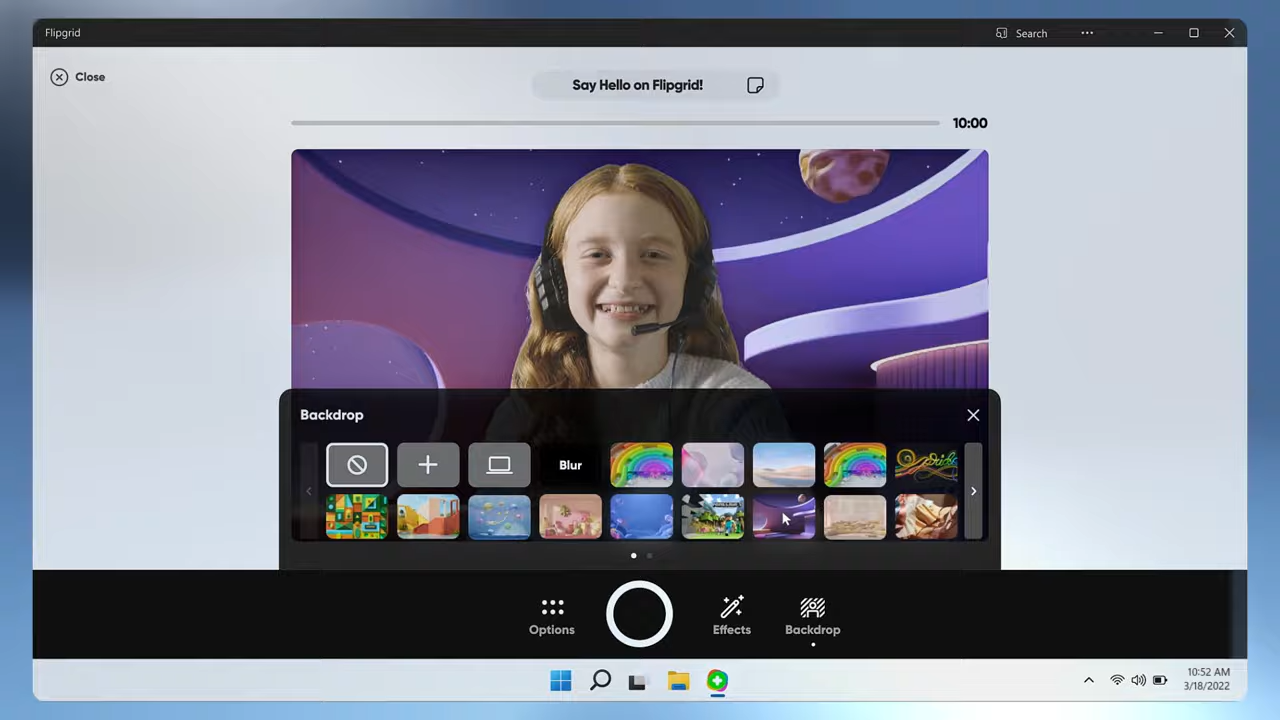 Flipgrid
Search
Close
Say Hello on Flipgrid!
10:00
Backdrop
Blur
Options
Effects
Backdrop
10:52 AM
3/18/2022